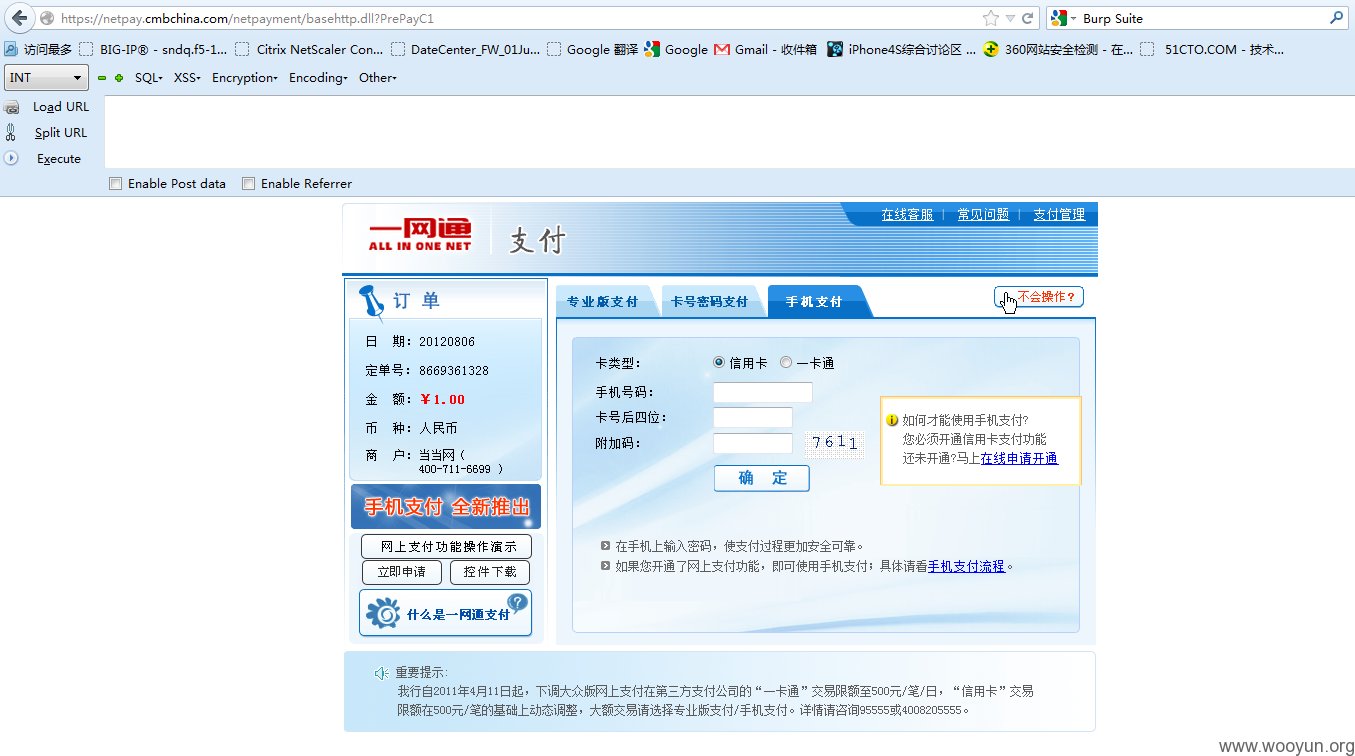 https://netpay.cmbchina.com/netpayment/basehttp.dll?PrePayC1
Burp Suite
访问最多 BIG-IP® - sndq.f5-1... Citrix NetScaler Con... DateCenter_FW_01Ju... Google 翻译 Google Gmail - 收件箱 iPhone4S综合讨论区 ... 360网站安全检测 - 在... 51CTO.COM - 技术...
INT SQL XSS Encryption Encoding Other
Load URL
Split URL
Execute
Enable Post data Enable Referrer
一网通 支付
ALL IN ONE NET
在线客服 | 常见问题 | 支付管理
订 单
日 期: 20120806
定单号: 8669361328
金 额: ¥1.00
币 种: 人民币
商 户: 当当网(
400-711-6699 )
手机支付 全新推出
网上支付功能操作演示
立即申请 控件下载
什么是一网通支付 ?
专业版支付 卡号密码支付 手机支付
不会操作?
卡类型: 信用卡 一卡通
手机号码:
卡号后四位:
附加码: 7611
确 定
如何才能使用手机支付?
您必须开通信用卡支付功能
还未开通?马上在线申请开通
在手机上输入密码，使支付过程更加安全可靠。
如果您开通了网上支付功能，即可使用手机支付；具体请看手机支付流程。
重要提示:
我行自2011年4月11日起，下调大众版网上支付在第三方支付公司的“一卡通”交易限额至500元/笔/日，“信用卡”交易
限额在500元/笔的基础上动态调整，大额交易请选择专业版支付/手机支付。详情请咨询95555或4008205555。
www.wooyun.org